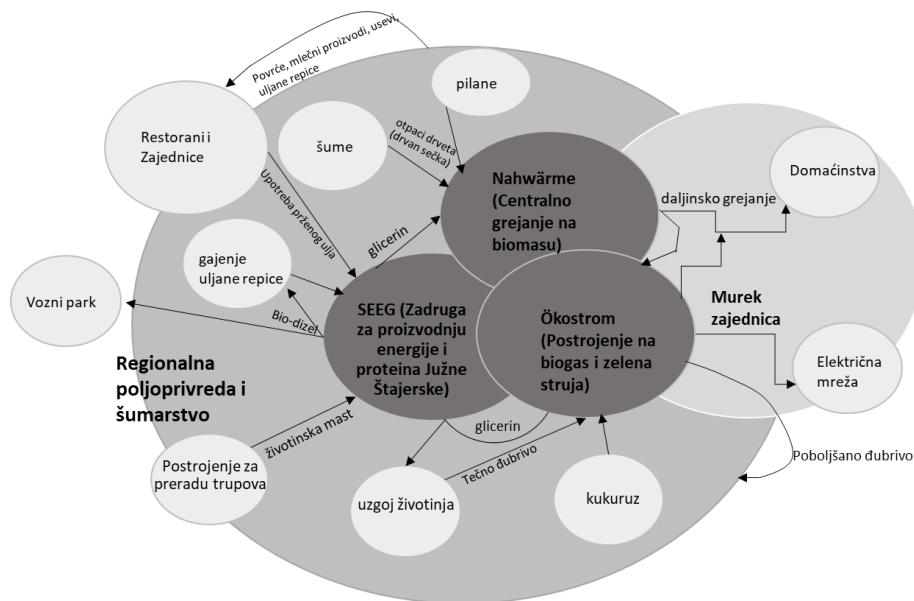 Povrće, mlečni proizvodi, usevi,
uljane repice
pilane
Restorani i
Zajednice
šume
otpaci drveta
(drvan sečka)
Nahwärme
(Centralno
grejanje na
biomasu)
daljinsko grejanje
Domaćinstva
Upotreba prženog ulja
glicerin
gajenje
uljane repice
Vozni park
Bio-dizel
SEEG (Zadruga
za proizvodnju
energije i
proteina Južne
Štajerske)
Ökostrom
(Postrojenje na
biogas i zelena
struja)
Murek
zajednica
Električna
mreža
Regionalna
poljoprivreda i
šumarstvo
životinska mast
glicerin
Postrojenje za
preradu trupova
Tečno đubrivo
uzgoj životinja
kukuruz
Poboljšano đubrivo